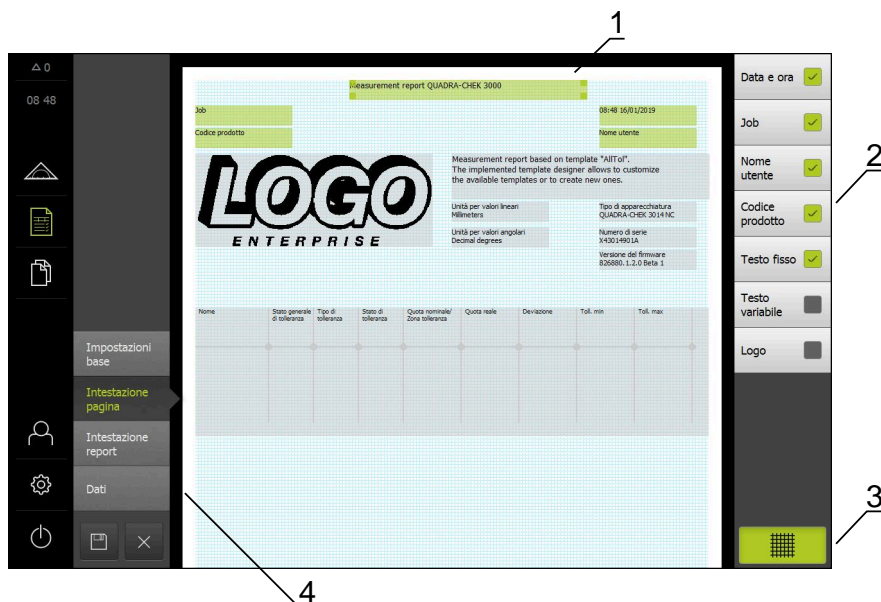 1
△ 0
08 48
Measurement report QUADRA-CHEK 3000
Job
08:48 16/01/2019
Codice prodotto
Nome utente
LOGO
ENTERPRISE
Measurement report based on template "AllTol".
The implemented template designer allows to customize
the available templates or to create new ones.
Unità per valori lineari
Millimeters
Tipo di apparecchiatura
QUADRA-CHEK 3014 NC
Unità per valori angolari
Decimal degrees
Numero di serie
X43014901A
Versione del firmware
826880.1.2.0 Beta 1
Nome
Stato generale
di tolleranza
Tipo di
tolleranza
Stato di
tolleranza
Quota nominale/
Zona tolleranza
Quota reale
Deviazione
Toll. min
Toll. max
Impostazioni
base
Intestazione
pagina
Intestazione
report
Dati
Data e ora
Job
Nome
utente
Codice
prodotto
Testo fisso
Testo
variabile
Logo
2
3
4